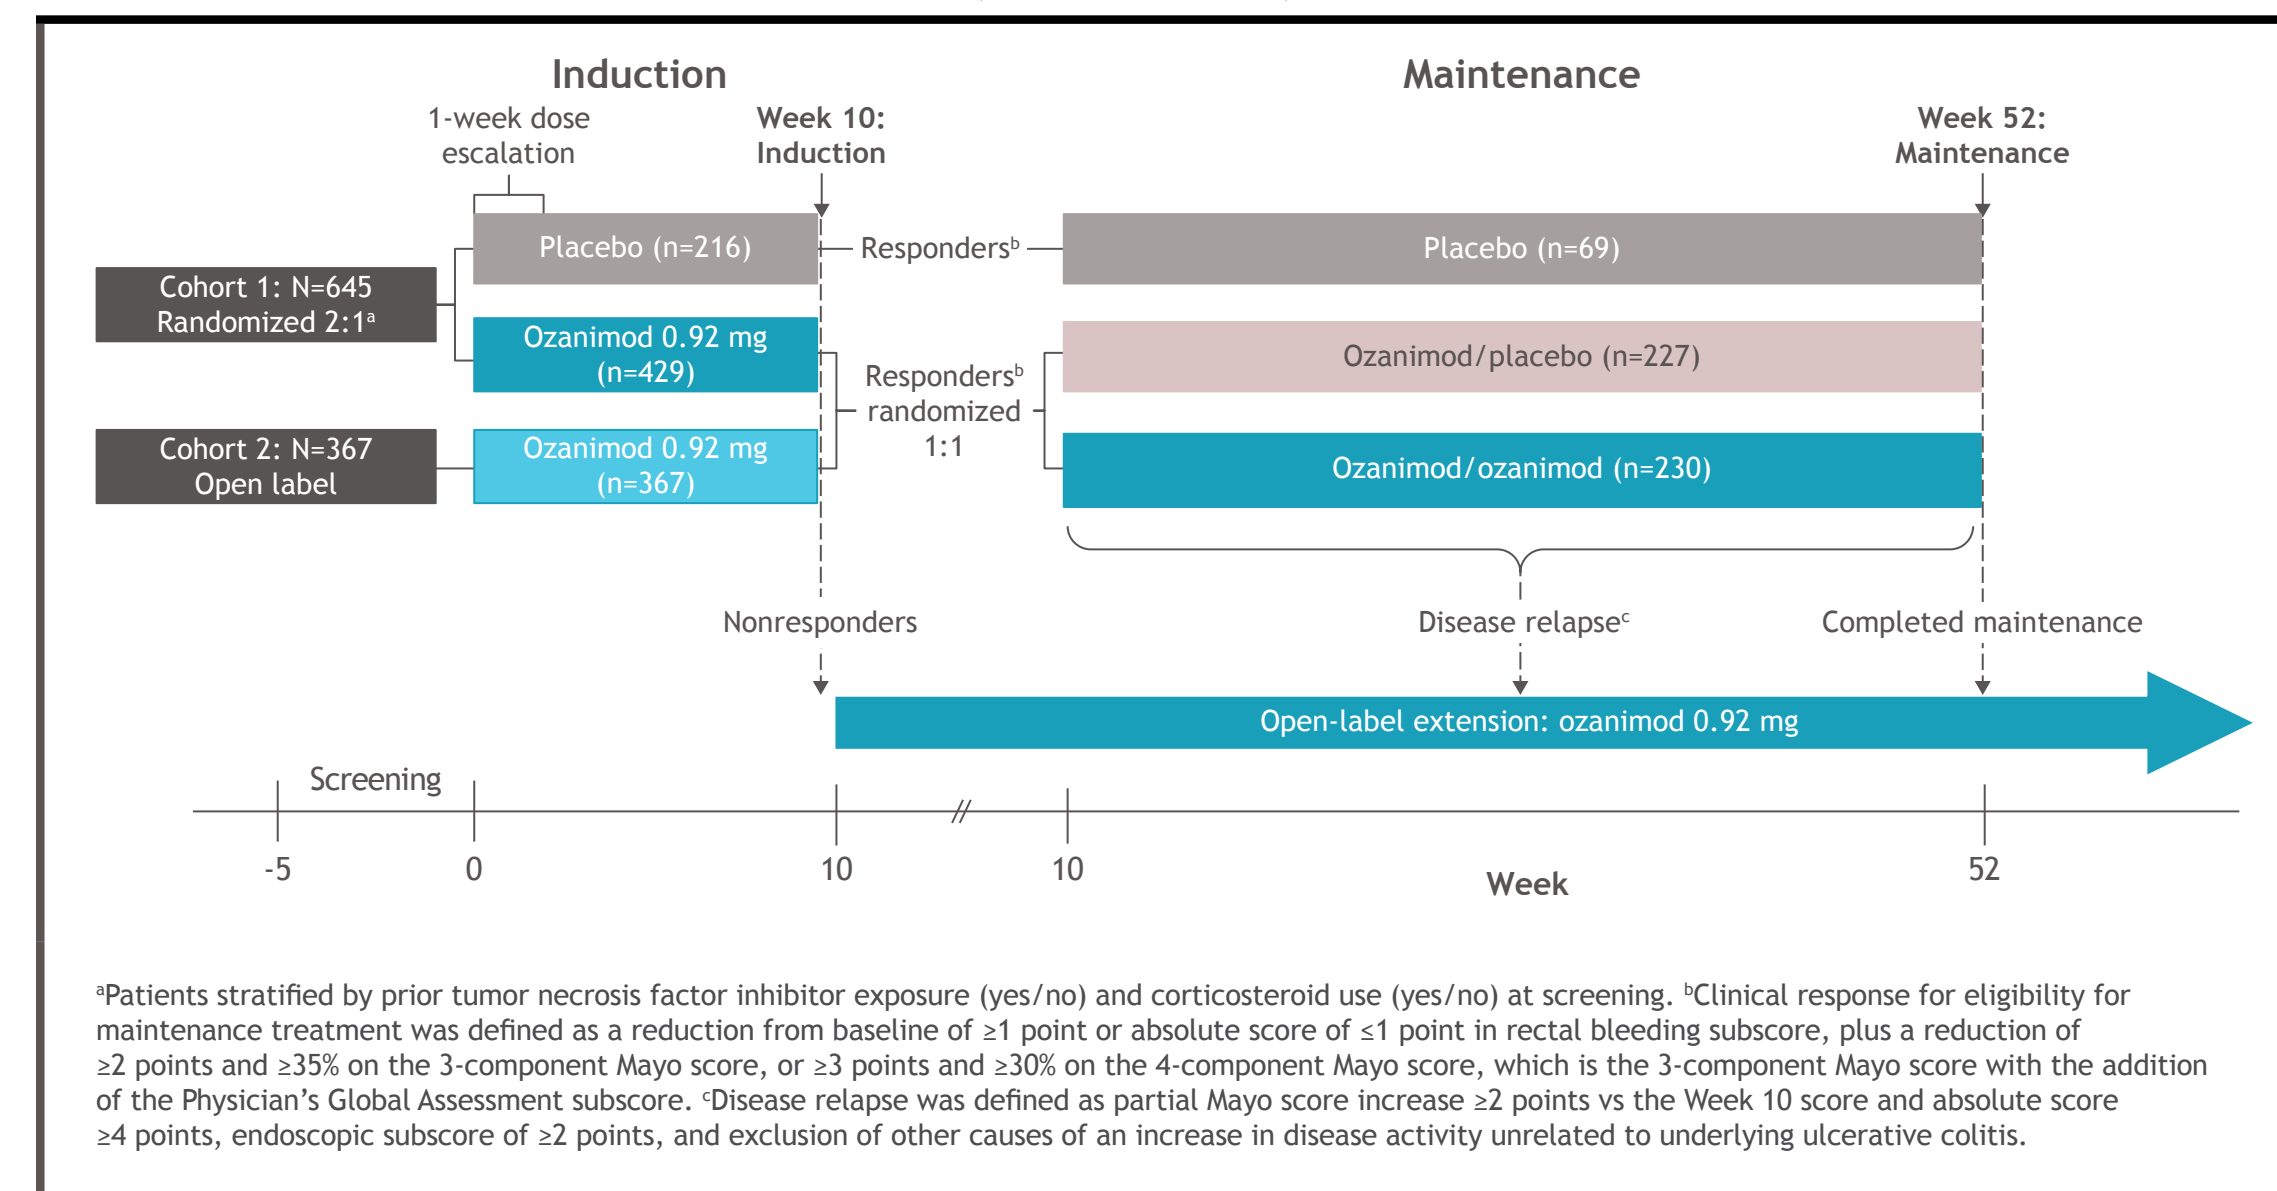 Induction
Maintenance
1-week dose
escalation
Week 10:
Induction
Week 52:
Maintenance
Cohort 1: N=645
Randomized 2:1ᵃ
Placebo (n=216)
Respondersᵇ
Placebo (n=69)
Ozanimod 0.92 mg
(n=429)
Respondersᵇ
randomized
1:1
Ozanimod/placebo (n=227)
Cohort 2: N=367
Open label
Ozanimod 0.92 mg
(n=367)
Ozanimod/ozanimod (n=230)
Nonresponders
Disease relapseᶜ
Completed maintenance
Open-label extension: ozanimod 0.92 mg
Screening
-5
0
10
10
52
Week
ᵃPatients stratified by prior tumor necrosis factor inhibitor exposure (yes/no) and corticosteroid use (yes/no) at screening. ᵇClinical response for eligibility for
maintenance treatment was defined as a reduction from baseline of ≥1 point or absolute score of ≤1 point in rectal bleeding subscore, plus a reduction of
≥2 points and ≥35% on the 3-component Mayo score, or ≥3 points and ≥30% on the 4-component Mayo score, which is the 3-component Mayo score with the addition
of the Physician’s Global Assessment subscore. ᶜDisease relapse was defined as partial Mayo score increase ≥2 points vs the Week 10 score and absolute score
≥4 points, endoscopic subscore of ≥2 points, and exclusion of other causes of an increase in disease activity unrelated to underlying ulcerative colitis.